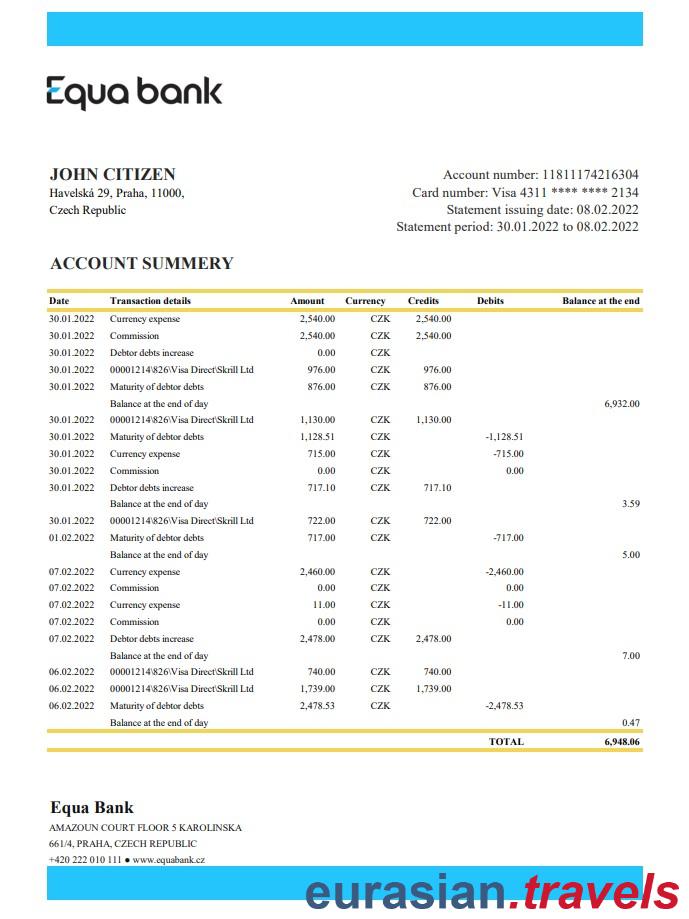 Equa bank
JOHN CITIZEN
Havelská 29, Praha, 11000,
Czech Republic
Account number: 11811174216304
Card number: Visa 4311 **** **** 2134
Statement issuing date: 08.02.2022
Statement period: 30.01.2022 to 08.02.2022
ACCOUNT SUMMERY
Date Transaction details Amount Currency Credits Debits Balance at the end
30.01.2022 Currency expense 2,540.00 CZK 2,540.00
30.01.2022 Commission 2,540.00 CZK 2,540.00
30.01.2022 Debtor debts increase 0.00 CZK
30.01.2022 00001214\826\Visa Direct\Skrill Ltd 976.00 CZK 976.00
30.01.2022 Maturity of debtor debts 876.00 CZK 876.00
Balance at the end of day 6,932.00
30.01.2022 00001214\826\Visa Direct\Skrill Ltd 1,130.00 CZK 1,130.00
30.01.2022 Maturity of debtor debts 1,128.51 CZK -1,128.51
30.01.2022 Currency expense 715.00 CZK -715.00
30.01.2022 Commission 0.00 CZK 0.00
30.01.2022 Debtor debts increase 717.10 CZK 717.10
Balance at the end of day 3.59
30.01.2022 00001214\826\Visa Direct\Skrill Ltd 722.00 CZK 722.00
01.02.2022 Maturity of debtor debts 717.00 CZK -717.00
Balance at the end of day 5.00
07.02.2022 Currency expense 2,460.00 CZK -2,460.00
07.02.2022 Commission 0.00 CZK 0.00
07.02.2022 Currency expense 11.00 CZK -11.00
07.02.2022 Commission 0.00 CZK 0.00
07.02.2022 Debtor debts increase 2,478.00 CZK 2,478.00
Balance at the end of day 7.00
06.02.2022 00001214\826\Visa Direct\Skrill Ltd 740.00 CZK 740.00
06.02.2022 00001214\826\Visa Direct\Skrill Ltd 1,739.00 CZK 1,739.00
06.02.2022 Maturity of debtor debts 2,478.53 CZK -2,478.53
Balance at the end of day 0.47
TOTAL 6,948.06
Equa Bank
AMAZOUN COURT FLOOR 5 KAROLINSKA
661/4, PRAHA, CZECH REPUBLIC
+420 222 010 111 ● www.equabank.cz
eurasian.travels